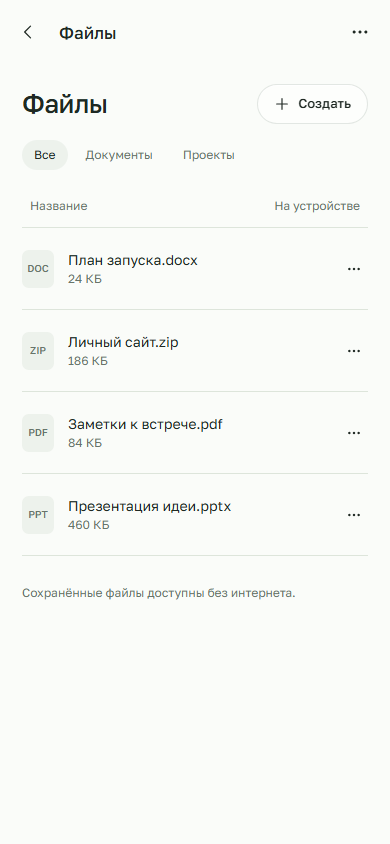 Файлы
Файлы
Создать
Все
Документы
Проекты
Название
На устройстве
DOC
План запуска.docx
24 КБ
ZIP
Личный сайт.zip
186 КБ
PDF
Заметки к встрече.pdf
84 КБ
PPT
Презентация идеи.pptx
460 КБ
Сохранённые файлы доступны без интернета.